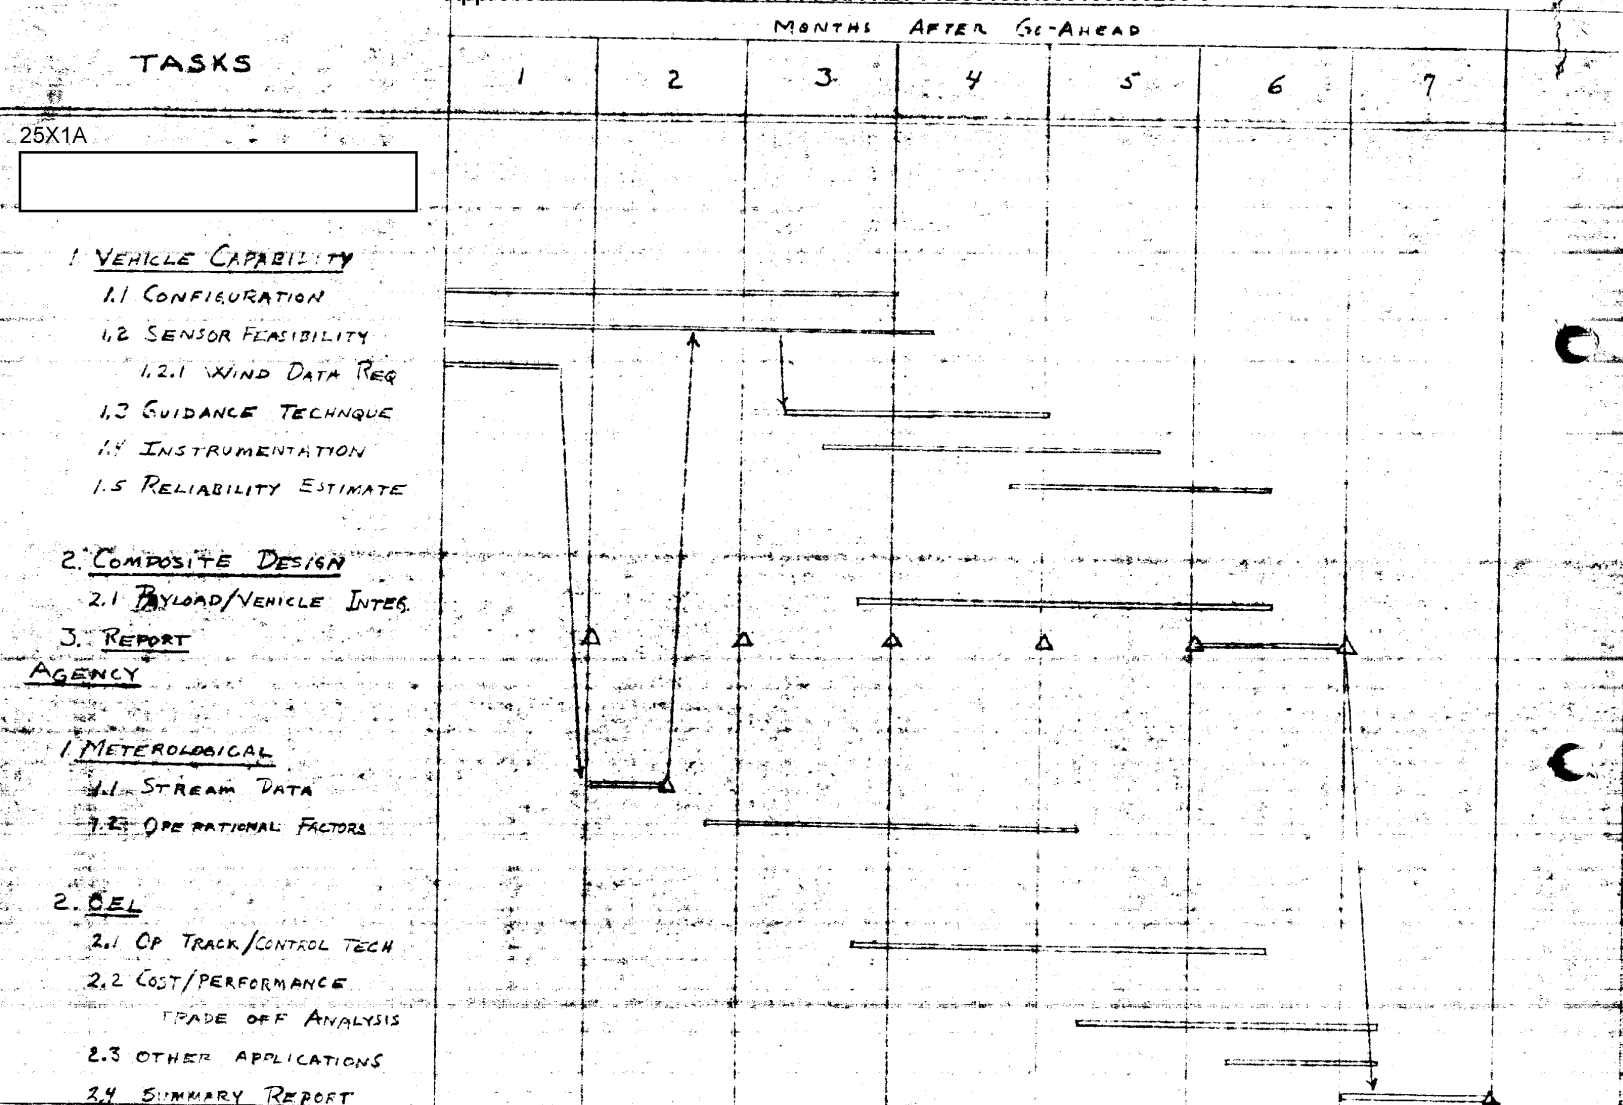 MONTHS AFTER GO-AHEAD
TASKS
1 2 3 4 5 6 7
25X1A
1 VEHICLE CAPABILITY
1.1 CONFIGURATION
1.2 SENSOR FEASIBILITY
1.2.1 WIND DATA REQ
1.3 GUIDANCE TECHNQUE
1.4 INSTRUMENTATION
1.5 RELIABILITY ESTIMATE
2. COMPOSITE DESIGN
2.1 PAYLOAD/VEHICLE INTEG.
3. REPORT
AGENCY
1 METEROLOGICAL
1.1 STREAM DATA
1.2 OPERATIONAL FACTORS
2. OEL
2.1 OP TRACK/CONTROL TECH
2.2 COST/PERFORMANCE
TRADE OFF ANALYSIS
2.3 OTHER APPLICATIONS
2.4 SUMMARY REPORT